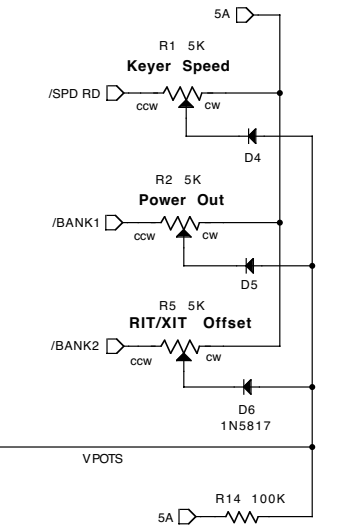 5A
R1 5K
Keyer Speed
/SPD RD
CCW
CW
D4
R2 5K
Power Out
/BANK1
CCW
CW
D5
R5 5K
RIT/XIT Offset
/BANK2
CCW
CW
D6
1N5817
VPOTS
R14 100K
5A